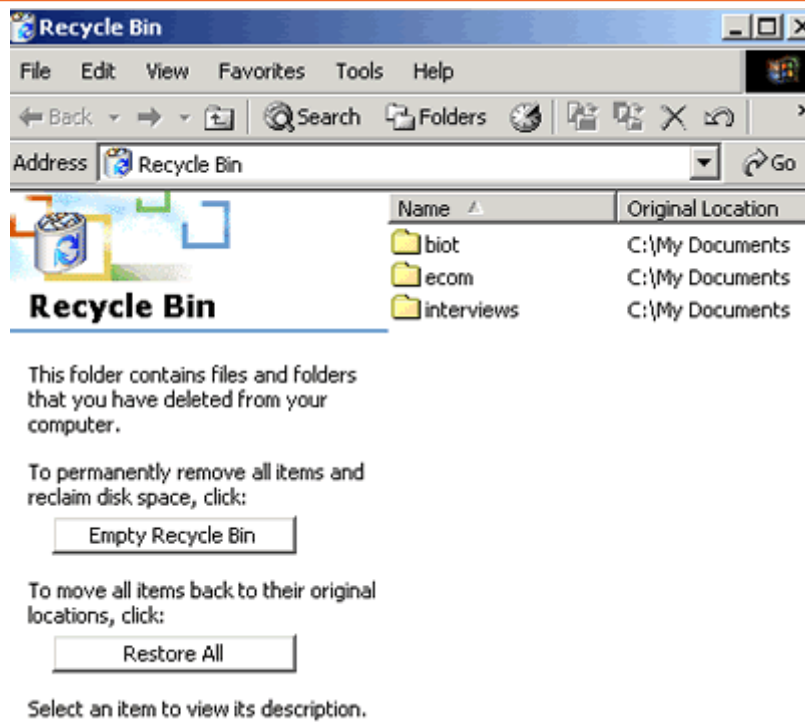 Recycle Bin
File Edit View Favorites Tools Help
Back Search Folders
Address Recycle Bin Go
Name Original Location
biot C:\My Documents
ecom C:\My Documents
interviews C:\My Documents
Recycle Bin
This folder contains files and folders
that you have deleted from your
computer.
To permanently remove all items and
reclaim disk space, click:
Empty Recycle Bin
To move all items back to their original
locations, click:
Restore All
Select an item to view its description.